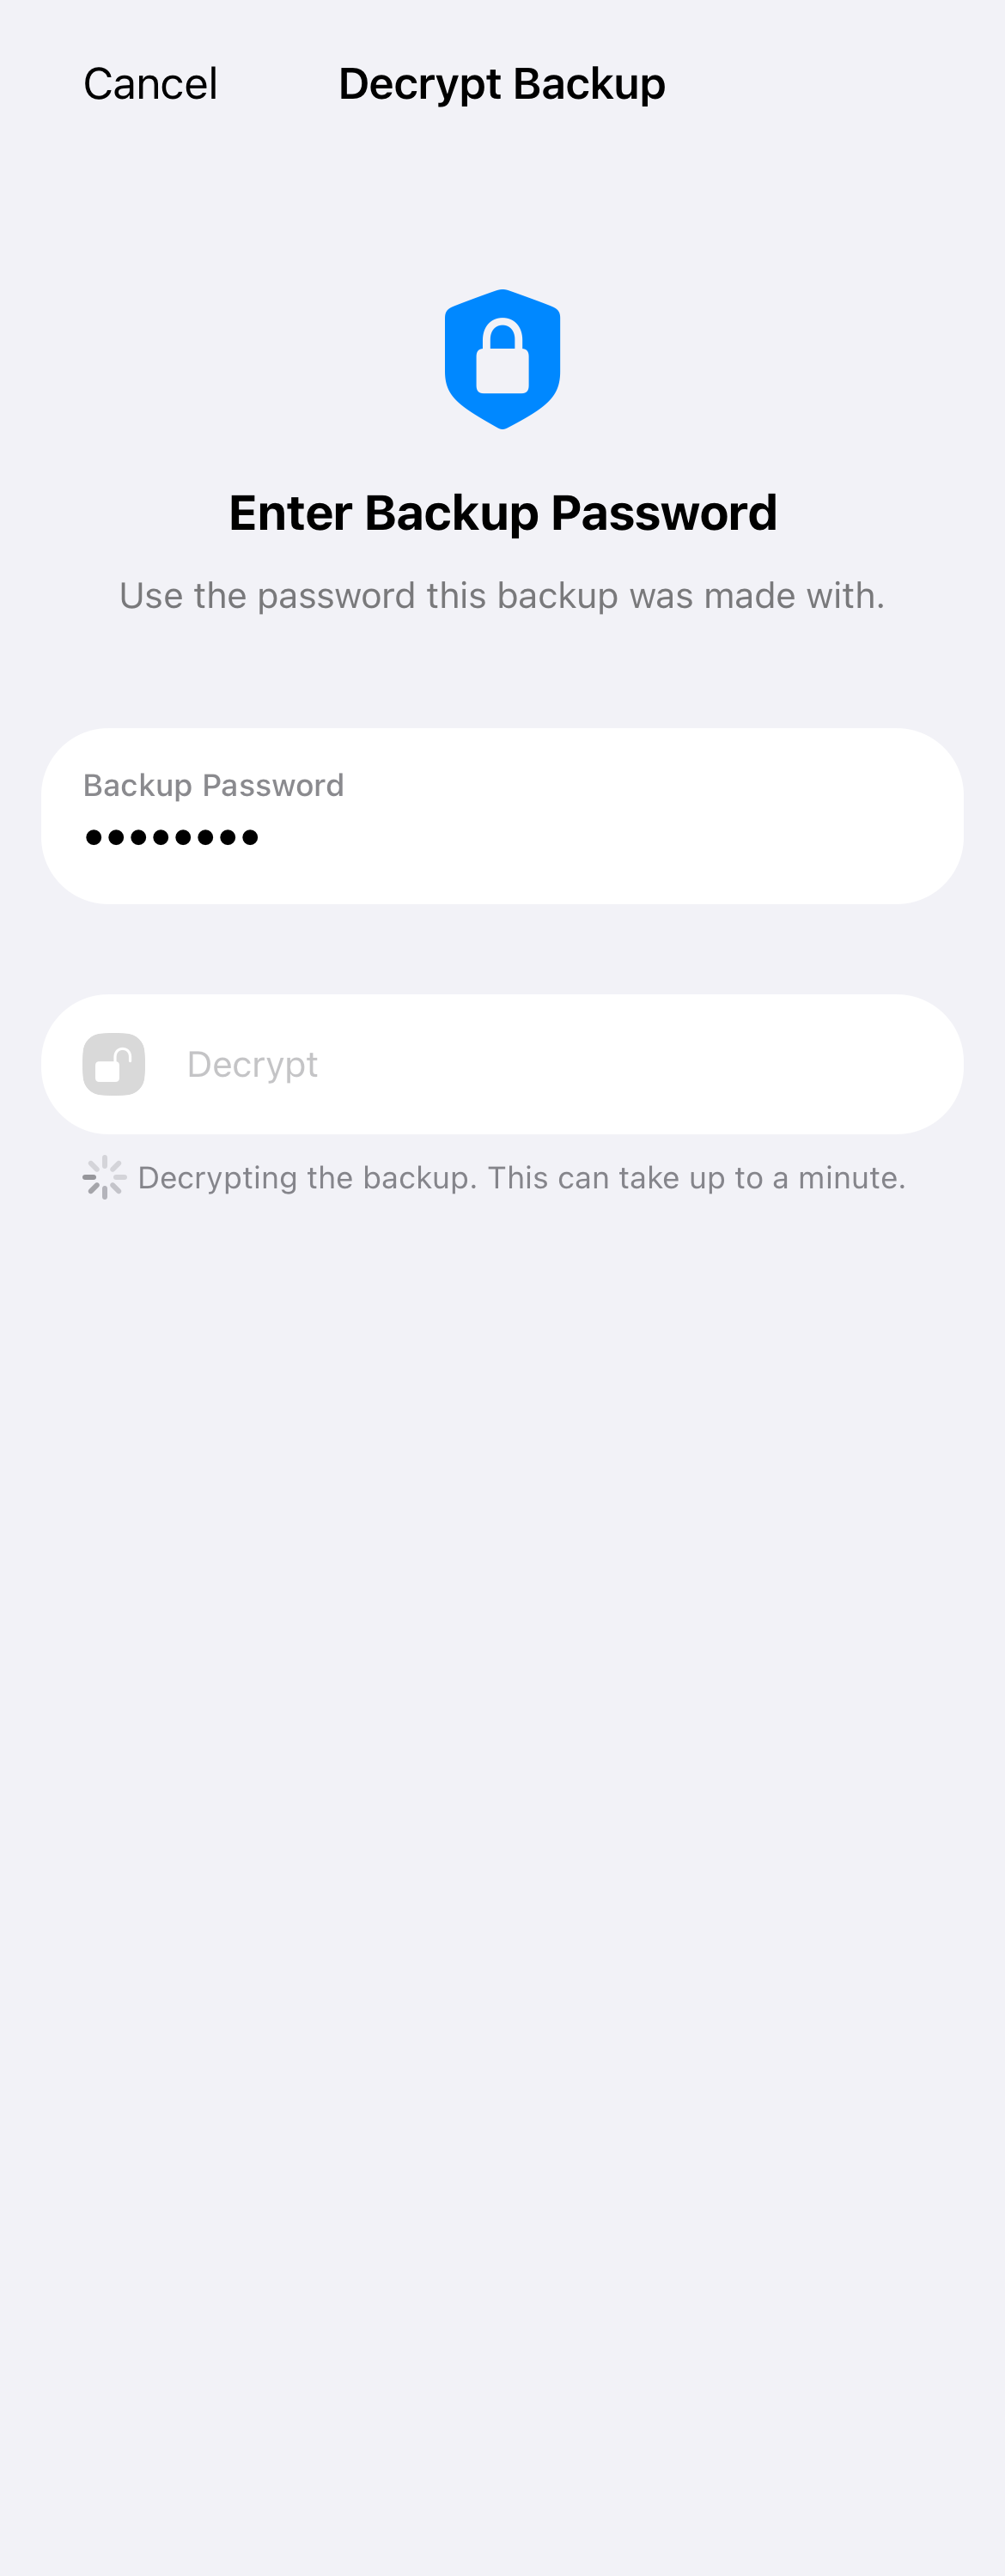 Cancel
Decrypt Backup
Enter Backup Password
Use the password this backup was made with.
Backup Password
••••••••
Decrypt
Decrypting the backup. This can take up to a minute.